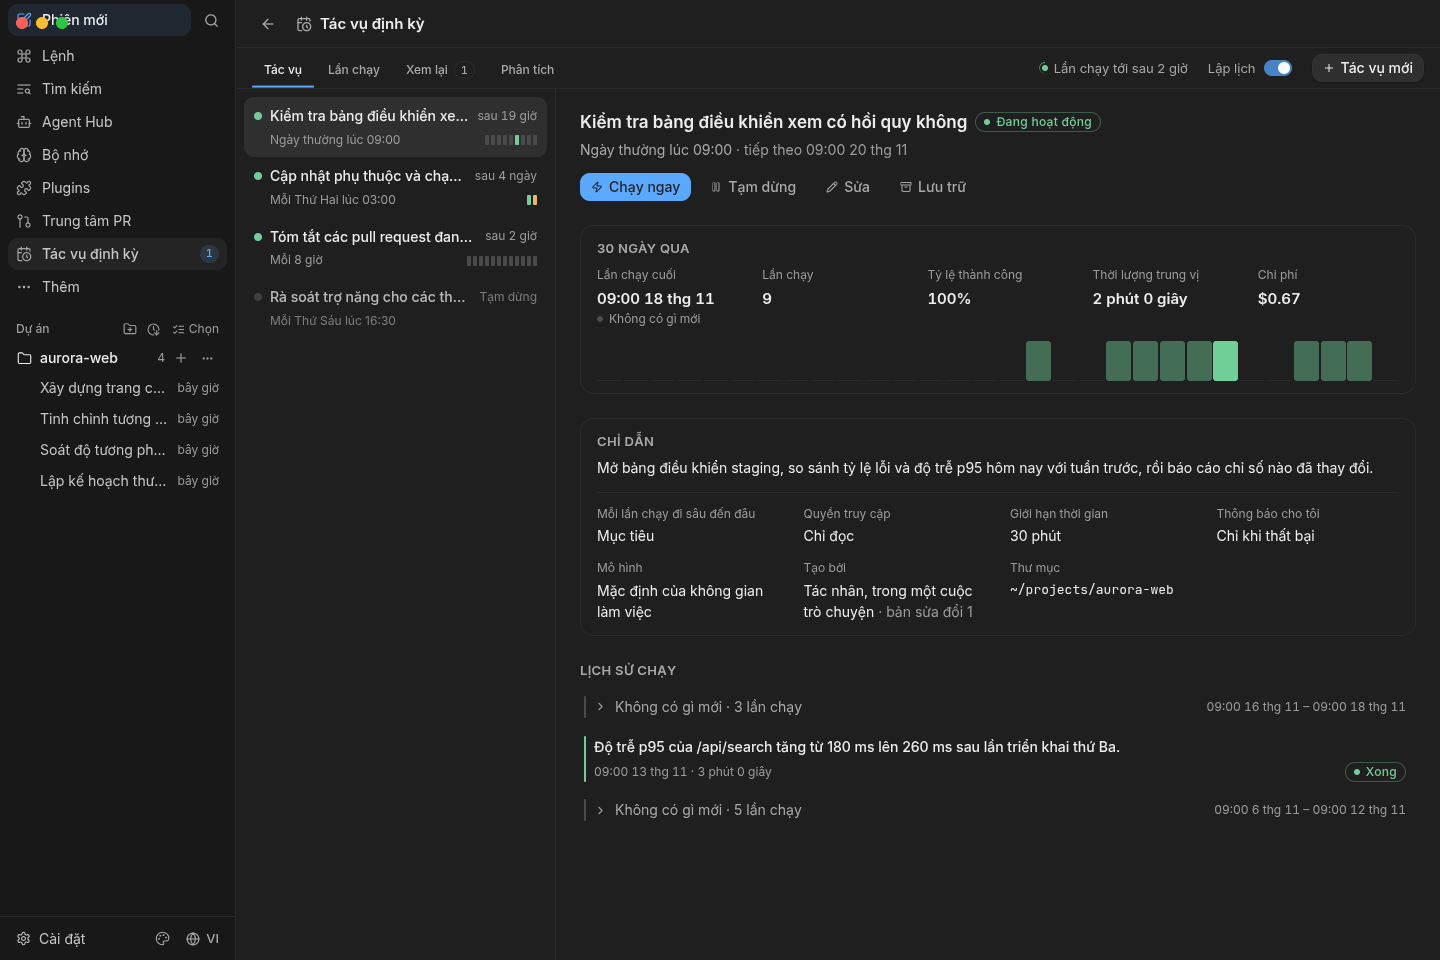 Phiên mới
Lệnh
Tìm kiếm
Agent Hub
Bộ nhớ
Plugins
Trung tâm PR
Tác vụ định kỳ 1
Thêm
Dự án Chọn
aurora-web 4
Xây dựng trang c... bây giờ
Tinh chỉnh tương ... bây giờ
Soát độ tương ph... bây giờ
Lập kế hoạch thư... bây giờ
Cài đặt VI
Tác vụ định kỳ
Tác vụ Lần chạy Xem lại 1 Phân tích
Lần chạy tới sau 2 giờ Lập lịch Tác vụ mới
Kiểm tra bảng điều khiển xe... sau 19 giờ
Ngày thường lúc 09:00
Cập nhật phụ thuộc và chạ... sau 4 ngày
Mỗi Thứ Hai lúc 03:00
Tóm tắt các pull request đan... sau 2 giờ
Mỗi 8 giờ
Rà soát trợ năng cho các th... Tạm dừng
Mỗi Thứ Sáu lúc 16:30
Kiểm tra bảng điều khiển xem có hồi quy không Đang hoạt động
Ngày thường lúc 09:00 · tiếp theo 09:00 20 thg 11
Chạy ngay Tạm dừng Sửa Lưu trữ
30 NGÀY QUA
Lần chạy cuối Lần chạy Tỷ lệ thành công Thời lượng trung vị Chi phí
09:00 18 thg 11 9 100% 2 phút 0 giây $0.67
Không có gì mới
CHỈ DẪN
Mở bảng điều khiển staging, so sánh tỷ lệ lỗi và độ trễ p95 hôm nay với tuần trước, rồi báo cáo chỉ số nào đã thay đổi.
Mỗi lần chạy đi sâu đến đâu Quyền truy cập Giới hạn thời gian Thông báo cho tôi
Mục tiêu Chỉ đọc 30 phút Chỉ khi thất bại
Mô hình Tạo bởi Thư mục
Mặc định của không gian Tác nhân, trong một cuộc ~/projects/aurora-web
làm việc trò chuyện · bản sửa đổi 1
LỊCH SỬ CHẠY
Không có gì mới · 3 lần chạy 09:00 16 thg 11 – 09:00 18 thg 11
Độ trễ p95 của /api/search tăng từ 180 ms lên 260 ms sau lần triển khai thứ Ba.
09:00 13 thg 11 · 3 phút 0 giây Xong
Không có gì mới · 5 lần chạy 09:00 6 thg 11 – 09:00 12 thg 11